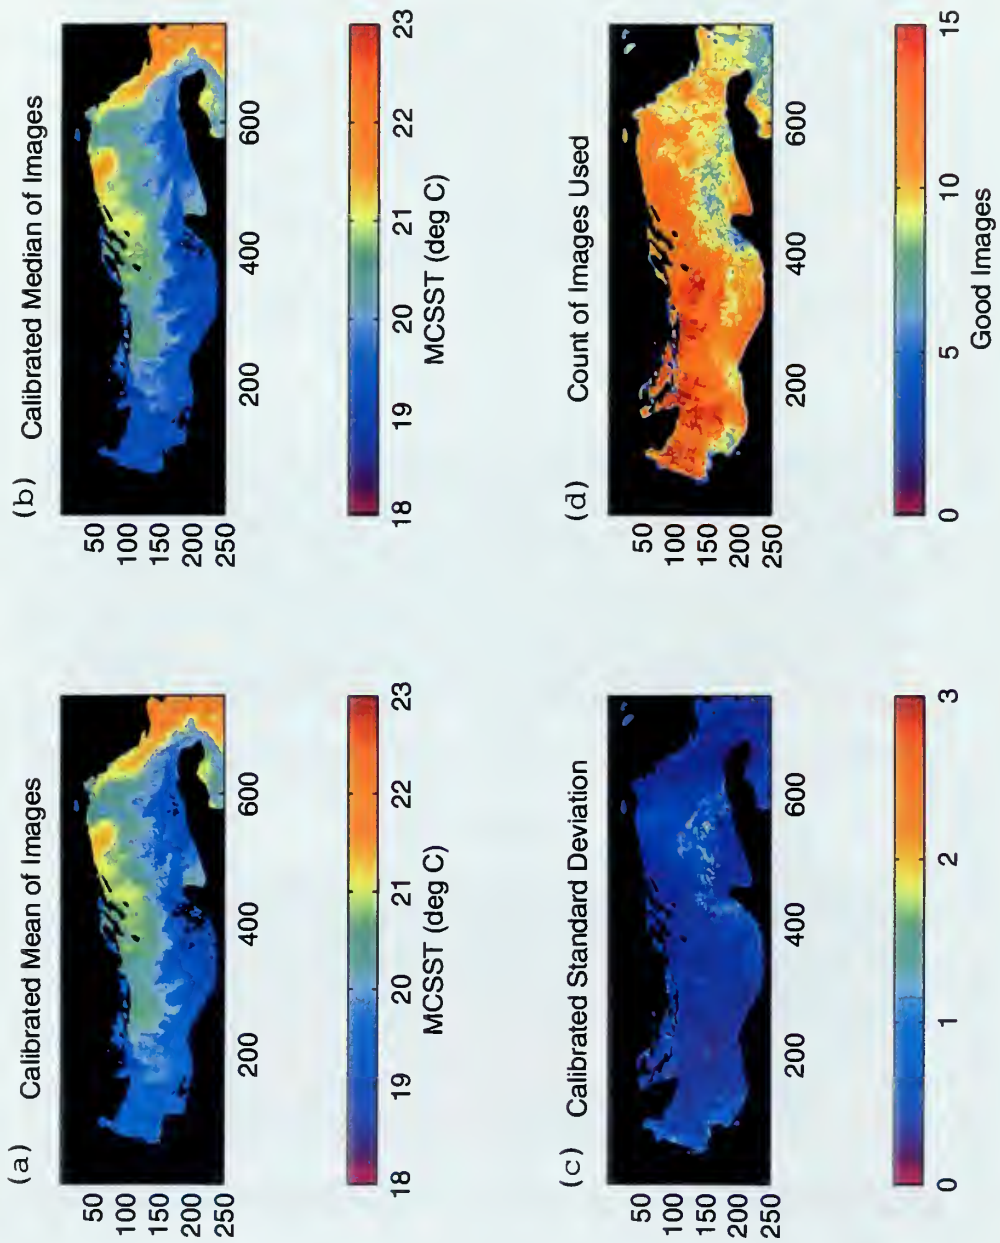 (a) Calibrated Mean of Images
50
100
150
200
250
200 400 600
18 19 20 21 22 23
MCSST (deg C)
(b) Calibrated Median of Images
50
100
150
200
250
200 400 600
18 19 20 21 22 23
MCSST (deg C)
(c) Calibrated Standard Deviation
50
100
150
200
250
200 400 600
0 1 2 3
(d) Count of Images Used
50
100
150
200
250
200 400 600
0 5 10 15
Good Images